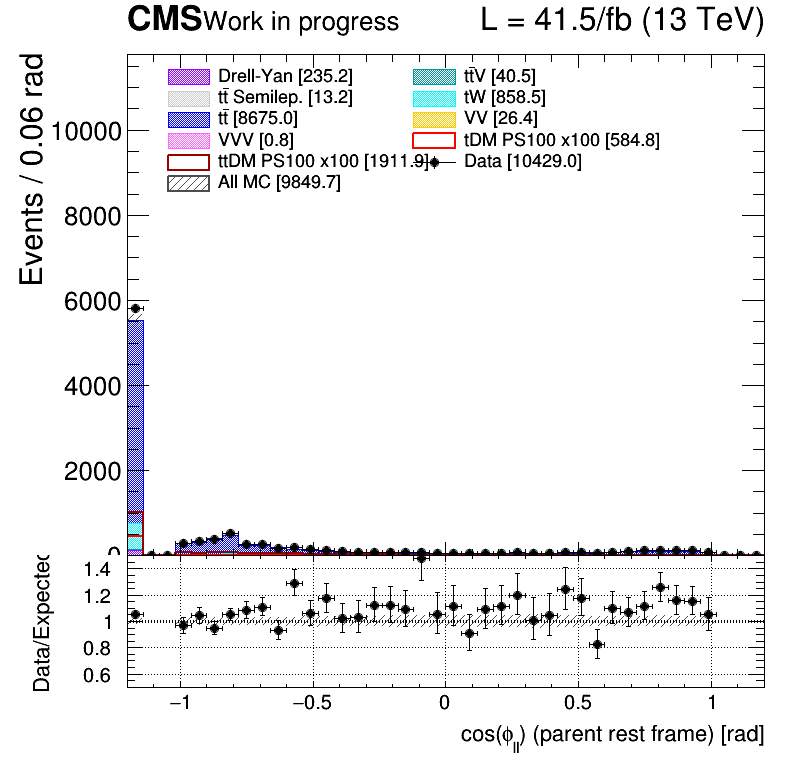 CMS Work in progress L = 41.5/fb (13 TeV)
Drell-Yan [235.2] tt̄V [40.5]
tt̄ Semilep. [13.2] tW [858.5]
tt̄ [8675.0] VV [26.4]
VVV [0.8] tDM PS100 x100 [584.8]
ttDM PS100 x100 [1911.9] Data [10429.0]
All MC [9849.7]
Events / 0.06 rad
10000
8000
6000
4000
2000
0
Data/Expected
1.4
1.2
1
0.8
0.6
−1 −0.5 0 0.5 1
cos(ϕ_ll) (parent rest frame) [rad]